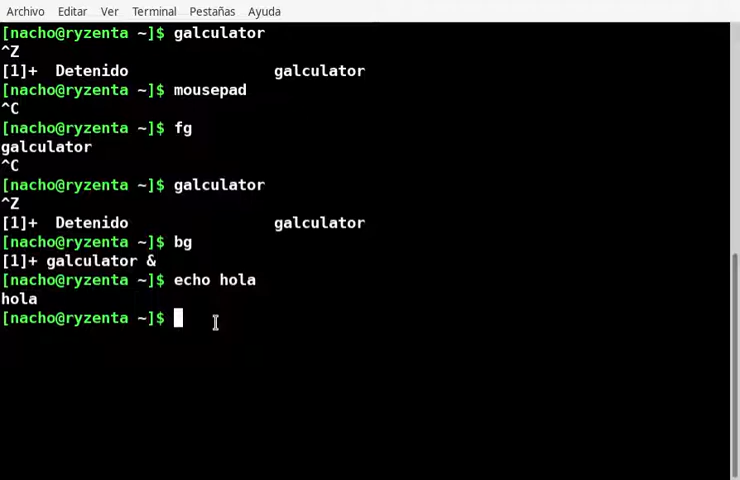 Archivo Editar Ver Terminal Pestañas Ayuda
[nacho@ryzenta ~]$ galculator
^Z
[1]+  Detenido                galculator
[nacho@ryzenta ~]$ mousepad
^C
[nacho@ryzenta ~]$ fg
galculator
^C
[nacho@ryzenta ~]$ galculator
^Z
[1]+  Detenido                galculator
[nacho@ryzenta ~]$ bg
[1]+ galculator &
[nacho@ryzenta ~]$ echo hola
hola
[nacho@ryzenta ~]$